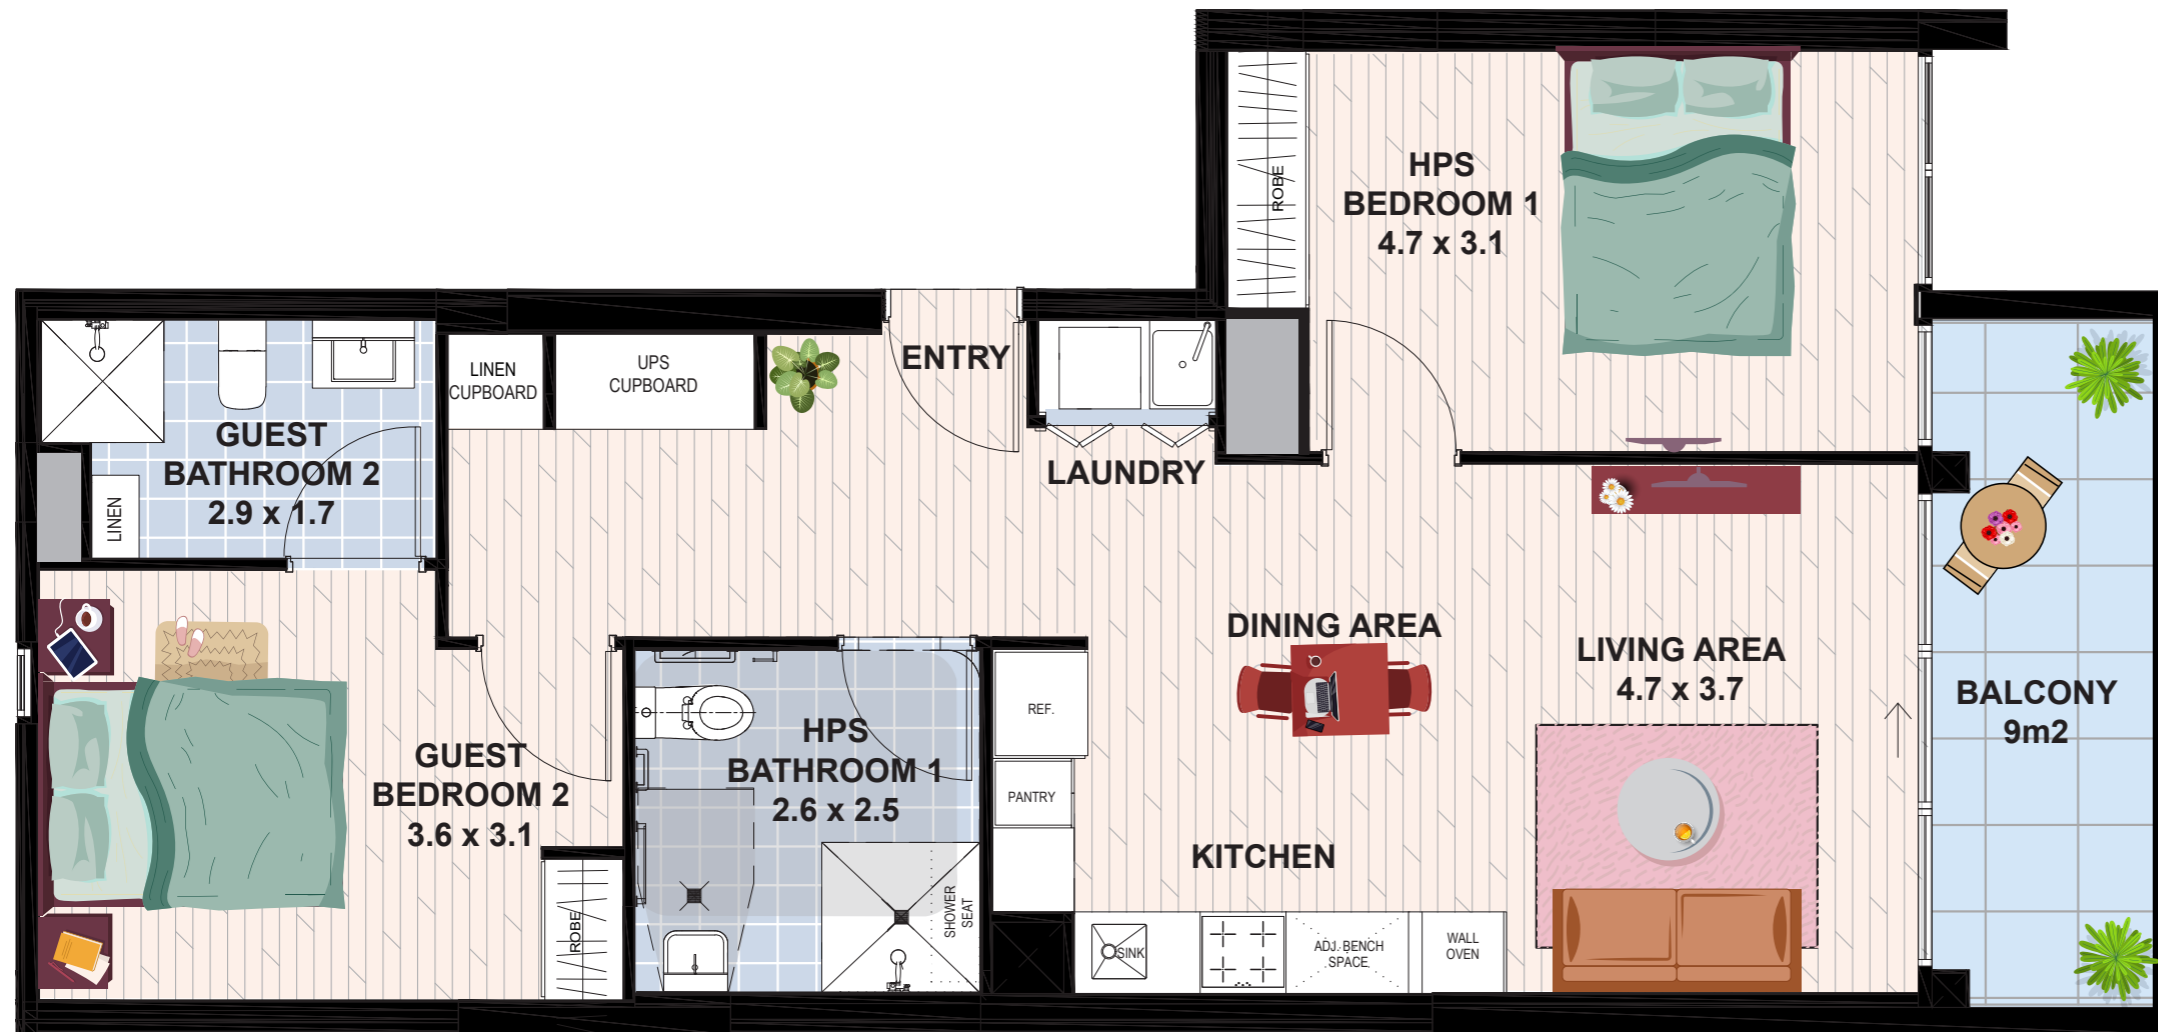 HPS
BEDROOM 1
4.7 x 3.1
ROBE
ENTRY
LINEN
CUPBOARD
UPS
CUPBOARD
LAUNDRY
GUEST
BATHROOM 2
2.9 x 1.7
LINEN
DINING AREA
LIVING AREA
4.7 x 3.7
BALCONY
9m2
REF.
PANTRY
HPS
BATHROOM 1
2.6 x 2.5
GUEST
BEDROOM 2
3.6 x 3.1
ROBE
SHOWER
SEAT
KITCHEN
SINK
ADJ. BENCH
SPACE
WALL
OVEN